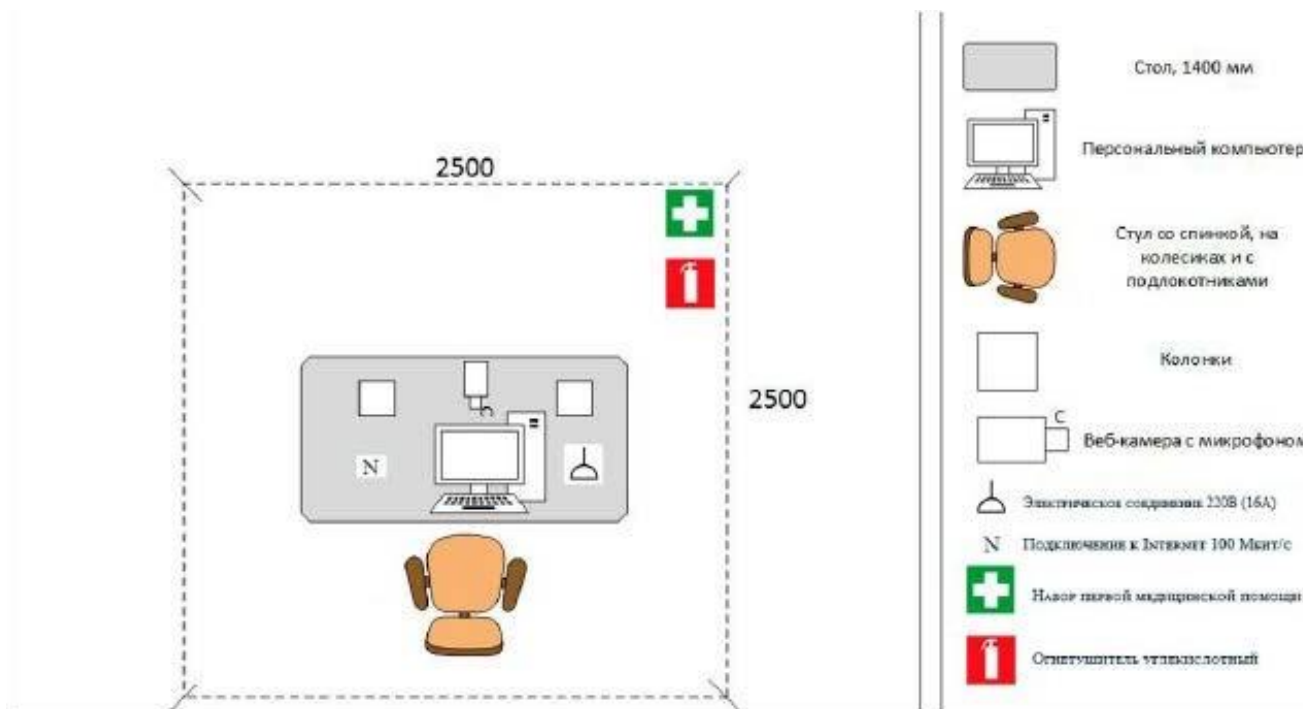 2500
2500
N
Стол, 1400 мм
Персональный компьютер
Стул со спинкой, на
колесиках и с
подлокотниками
Колонки
С
Веб-камера с микрофоном
Электрическое соединение 220В (16А)
N Подключение к Интернет 100 Мбит/с
Набор первой медицинской помощи
Огнетушитель углекислотный